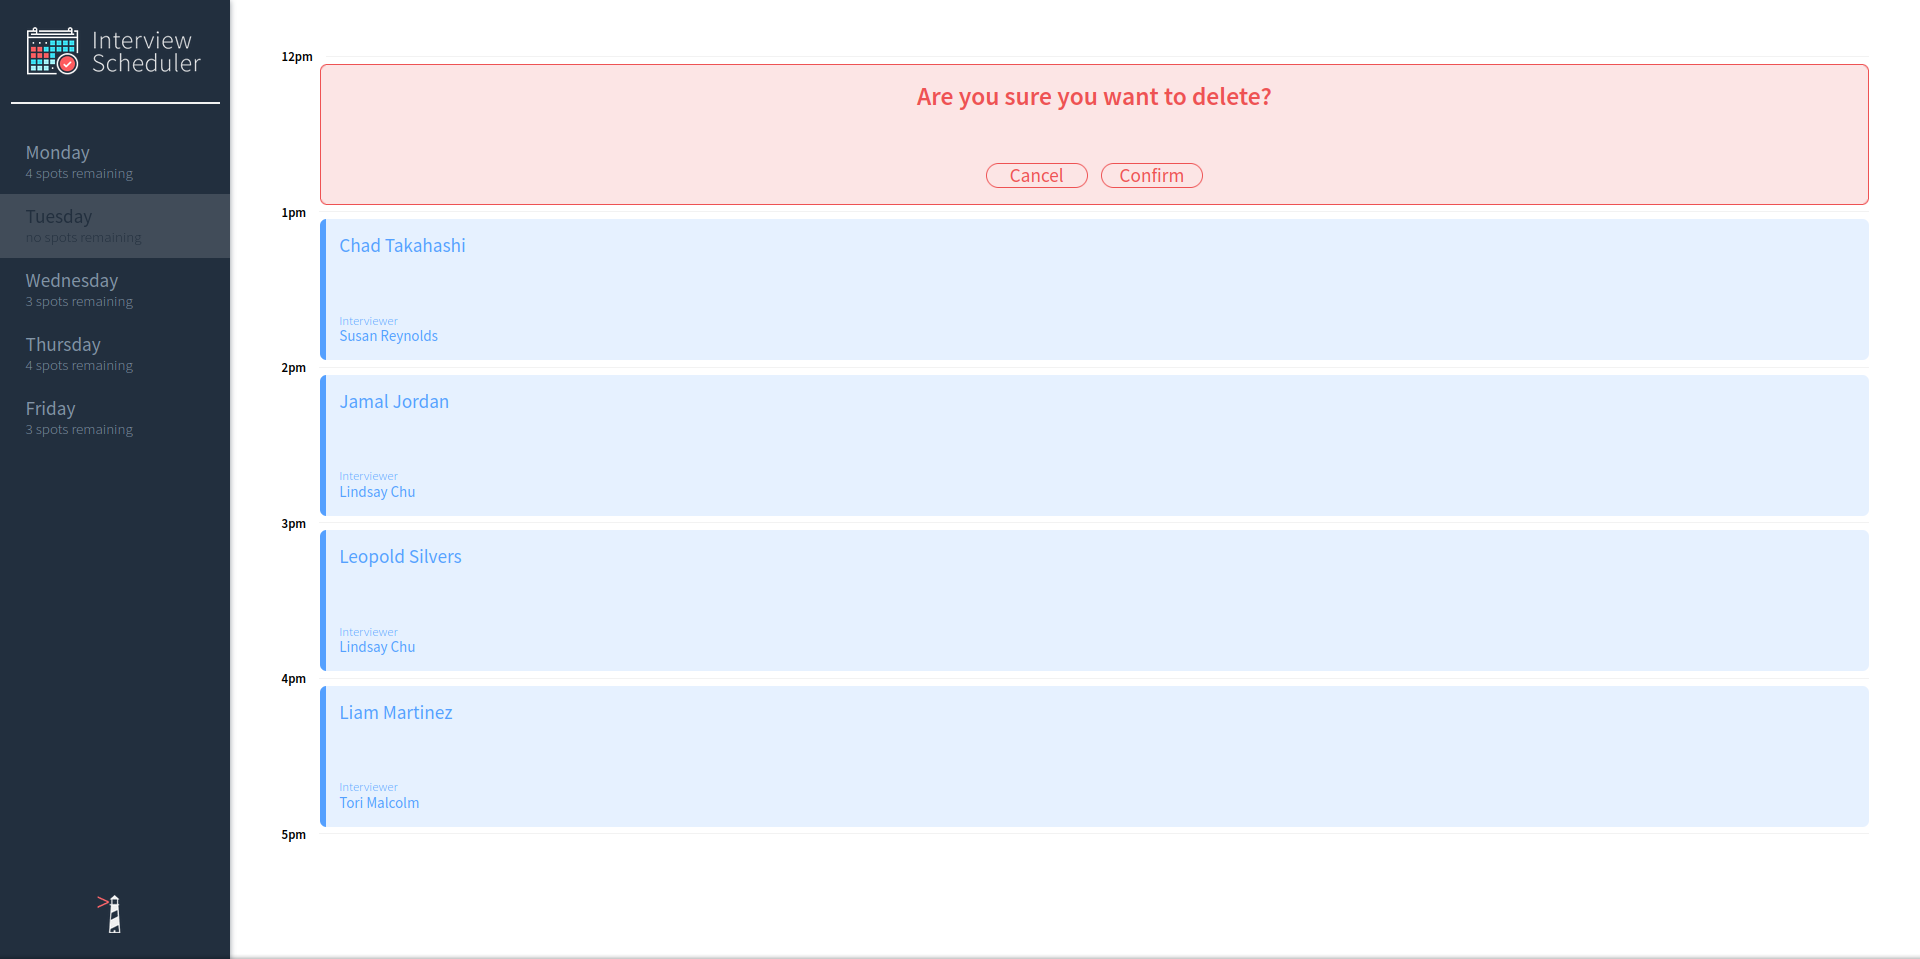 Interview
Scheduler
Monday
4 spots remaining
Tuesday
no spots remaining
Wednesday
3 spots remaining
Thursday
4 spots remaining
Friday
3 spots remaining
>
12pm
Are you sure you want to delete?
Cancel Confirm
1pm
Chad Takahashi
Interviewer
Susan Reynolds
2pm
Jamal Jordan
Interviewer
Lindsay Chu
3pm
Leopold Silvers
Interviewer
Lindsay Chu
4pm
Liam Martinez
Interviewer
Tori Malcolm
5pm